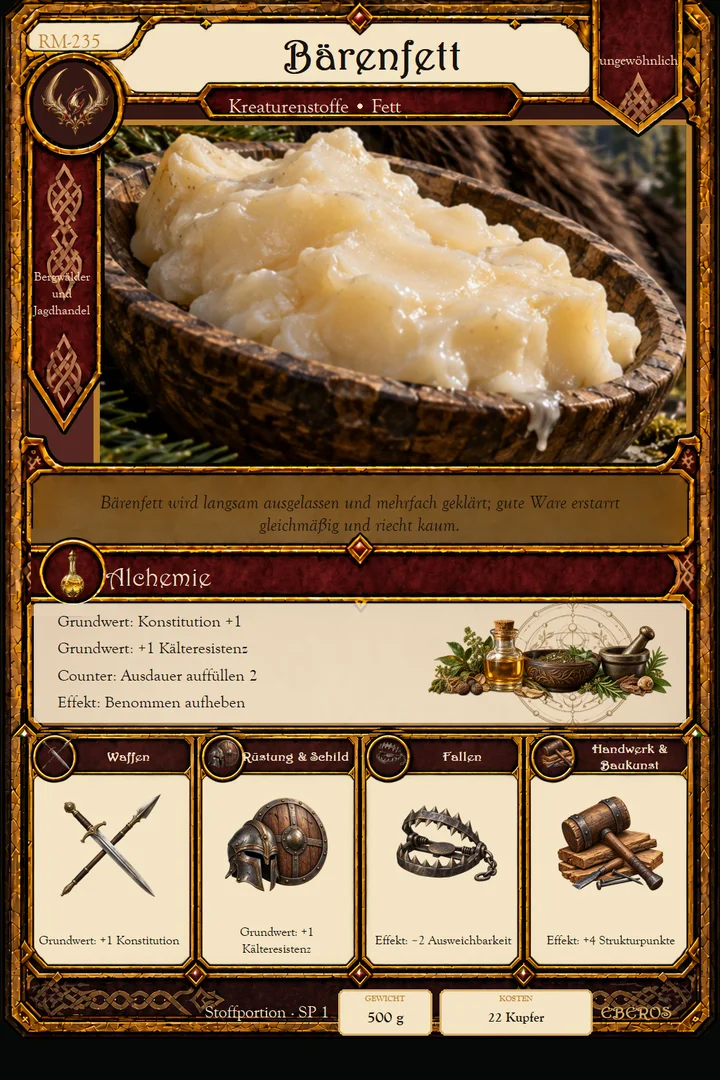 RM-235
Bärenfett
ungewöhnlich
Kreaturenstoffe • Fett
Bergwälder
und
Jagdhandel
Bärenfett wird langsam ausgelassen und mehrfach geklärt; gute Ware erstarrt
gleichmäßig und riecht kaum.
Alchemie
Grundwert: Konstitution +1
Grundwert: +1 Kälteresistenz
Counter: Ausdauer auffüllen 2
Effekt: Benommen aufheben
Waffen
Rüstung & Schild
Fallen
Handwerk &
Baukunst
Grundwert: +1 Konstitution
Grundwert: +1
Kälteresistenz
Effekt: −2 Ausweichbarkeit
Effekt: +4 Strukturpunkte
Stoffportion · SP 1
GEWICHT
500 g
KOSTEN
22 Kupfer
EBEROS